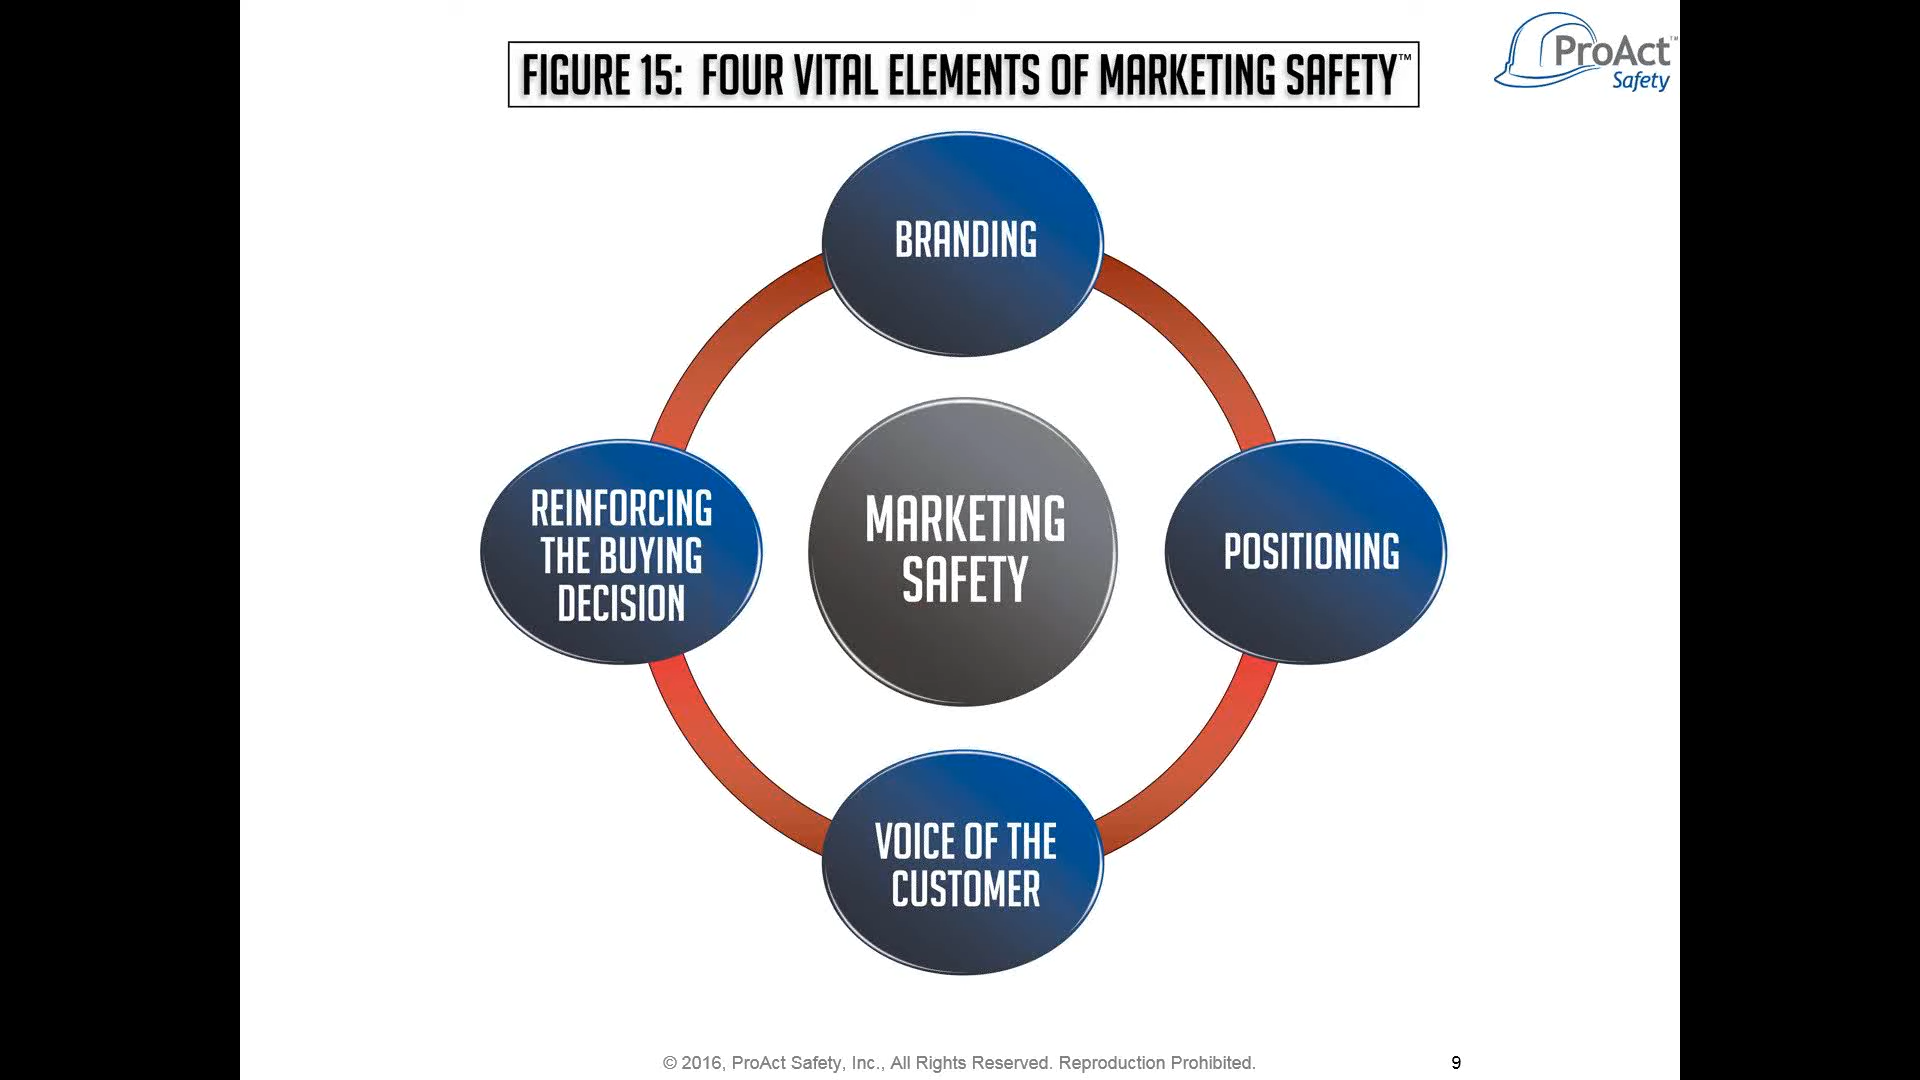 FIGURE 15: FOUR VITAL ELEMENTS OF MARKETING SAFETY™
ProAct™
Safety
BRANDING
REINFORCING
THE BUYING
DECISION
MARKETING
SAFETY
POSITIONING
VOICE OF THE
CUSTOMER
© 2016, ProAct Safety, Inc., All Rights Reserved. Reproduction Prohibited.
9